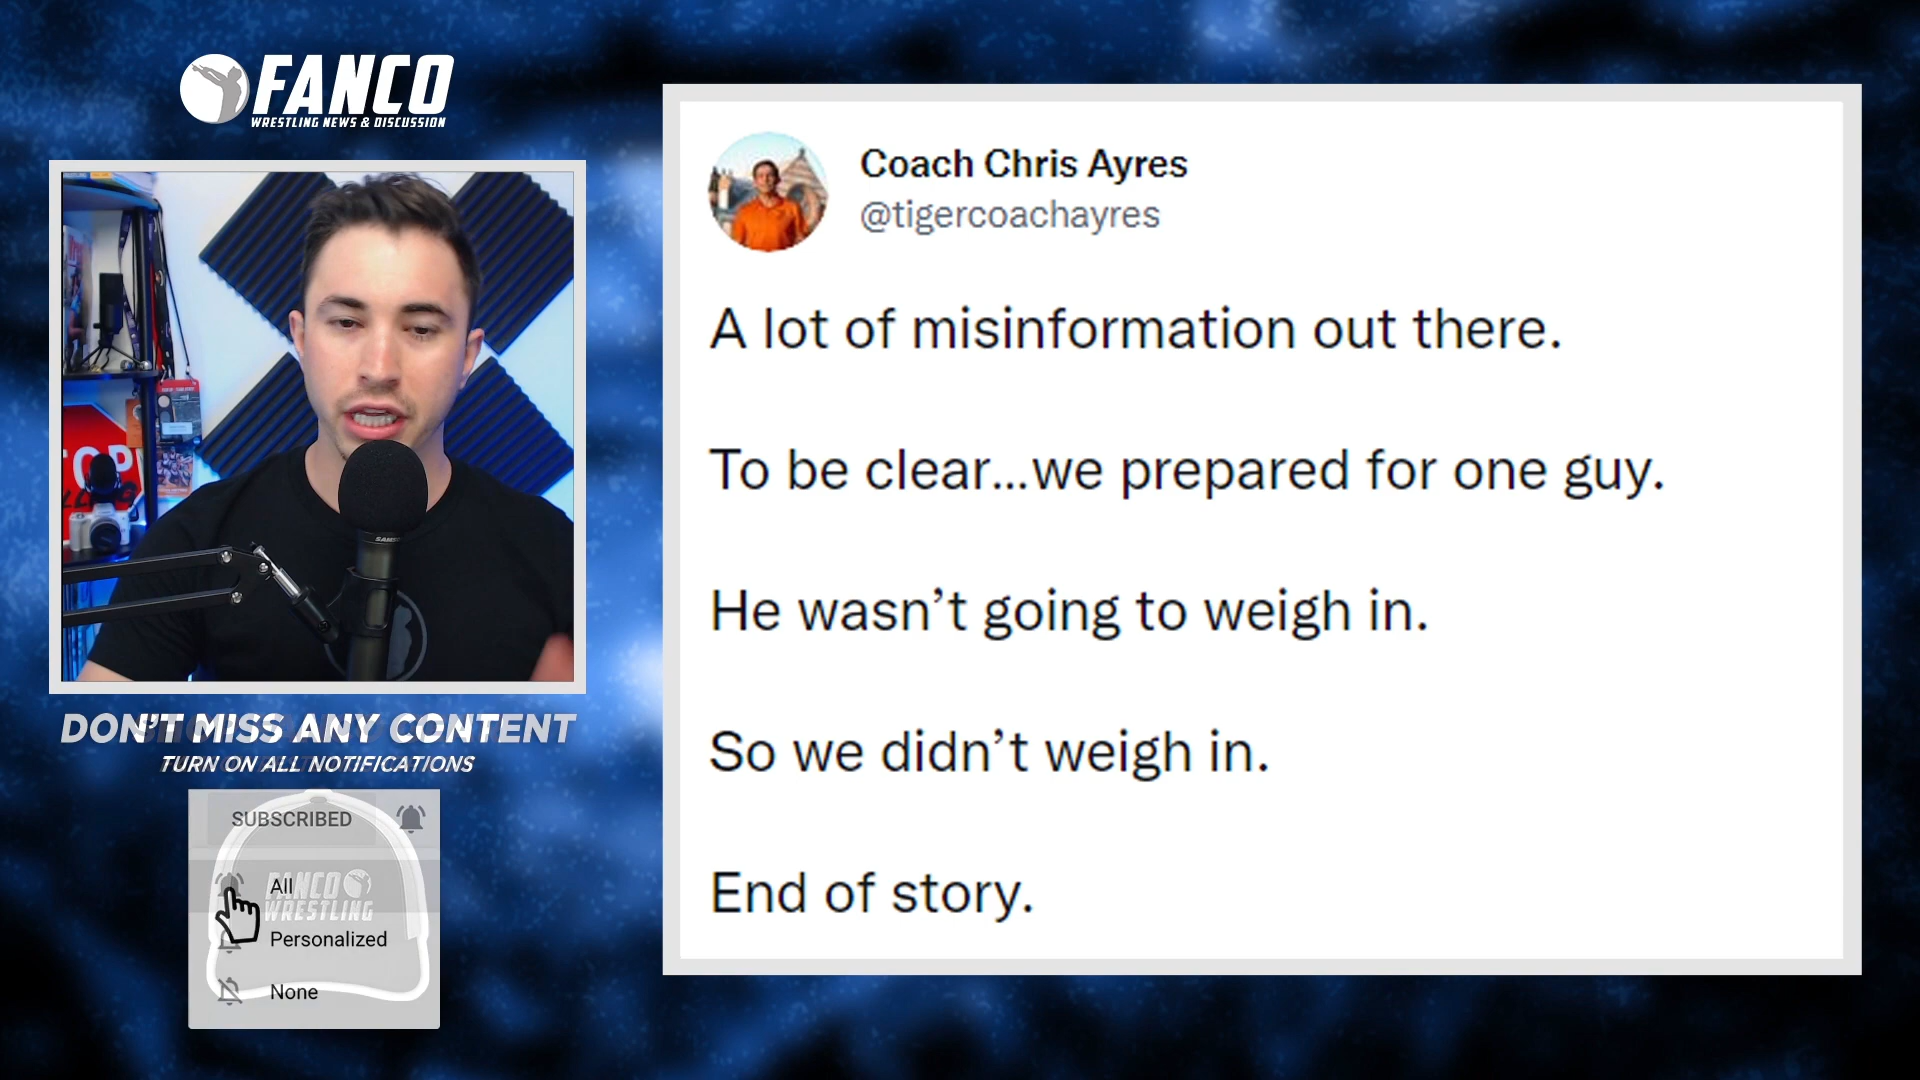 FANCO
WRESTLING NEWS & DISCUSSION
Coach Chris Ayres
@tigercoachayres
A lot of misinformation out there.
To be clear...we prepared for one guy.
He wasn’t going to weigh in.
So we didn’t weigh in.
End of story.
SAMS
DON'T MISS ANY CONTENT
TURN ON ALL NOTIFICATIONS
SUBSCRIBED
All
FANCO
WRESTLING
Personalized
None